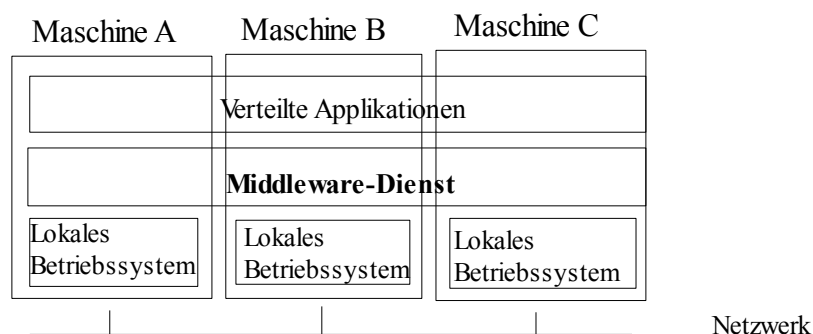 Maschine A
Maschine B
Maschine C
Verteilte Applikationen
Middleware-Dienst
Lokales
Betriebssystem
Lokales
Betriebssystem
Lokales
Betriebssystem
Netzwerk